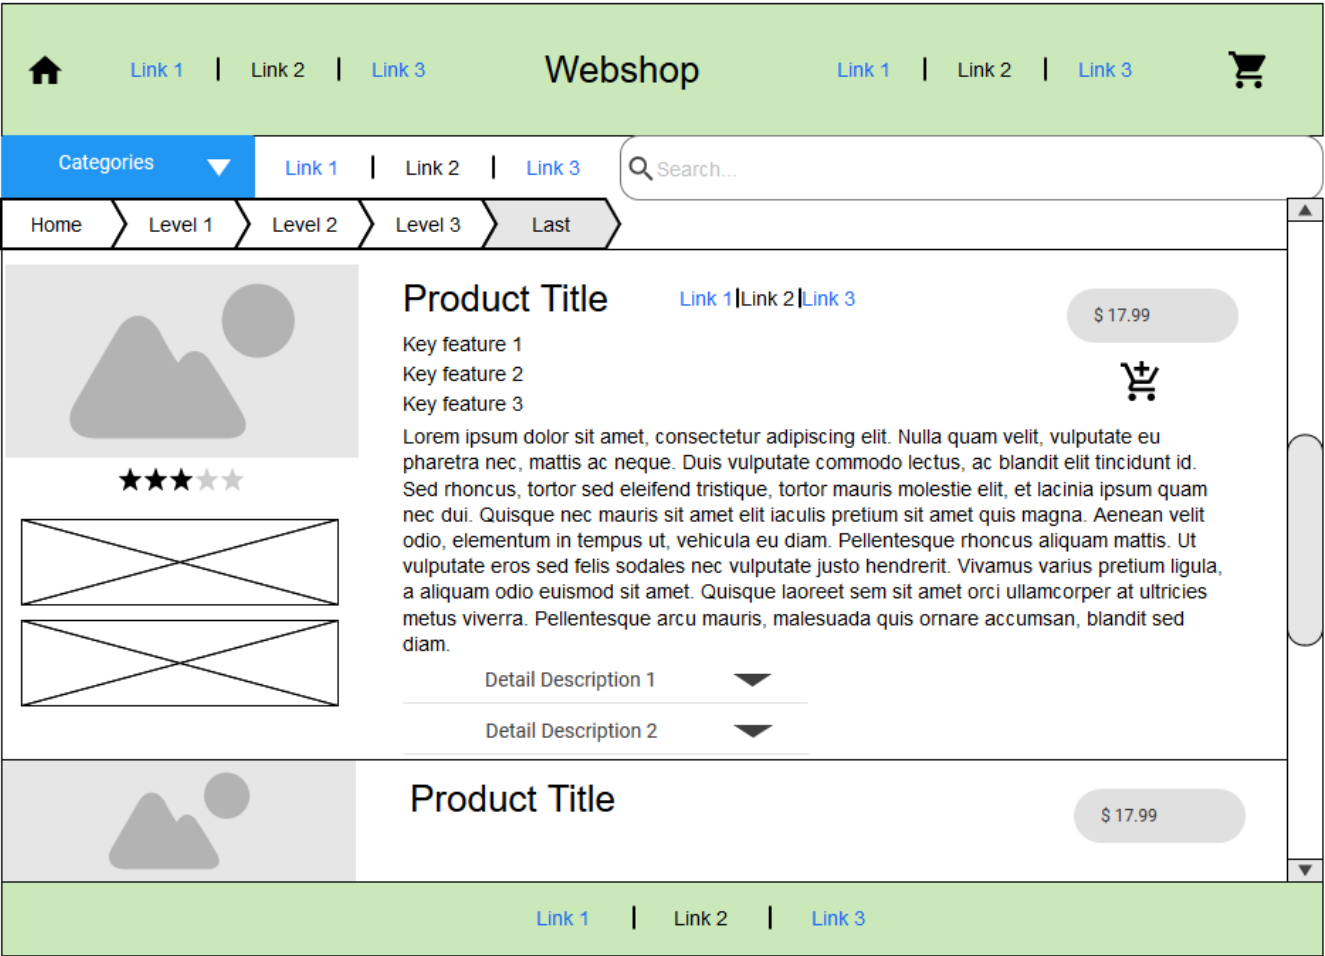 Link 1 Link 2 Link 3 Webshop Link 1 Link 2 Link 3
Categories Link 1 Link 2 Link 3 Search...
Home Level 1 Level 2 Level 3 Last
Product Title Link 1 Link 2 Link 3
$ 17.99
Key feature 1
Key feature 2
Key feature 3
Lorem ipsum dolor sit amet, consectetur adipiscing elit. Nulla quam velit, vulputate eu
pharetra nec, mattis ac neque. Duis vulputate commodo lectus, ac blandit elit tincidunt id.
Sed rhoncus, tortor sed eleifend tristique, tortor mauris molestie elit, et lacinia ipsum quam
nec dui. Quisque nec mauris sit amet elit iaculis pretium sit amet quis magna. Aenean velit
odio, elementum in tempus ut, vehicula eu diam. Pellentesque rhoncus aliquam mattis. Ut
vulputate eros sed felis sodales nec vulputate justo hendrerit. Vivamus varius pretium ligula,
a aliquam odio euismod sit amet. Quisque laoreet sem sit amet orci ullamcorper at ultricies
metus viverra. Pellentesque arcu mauris, malesuada quis ornare accumsan, blandit sed
diam.
Detail Description 1
Detail Description 2
Product Title
$ 17.99
Link 1 Link 2 Link 3